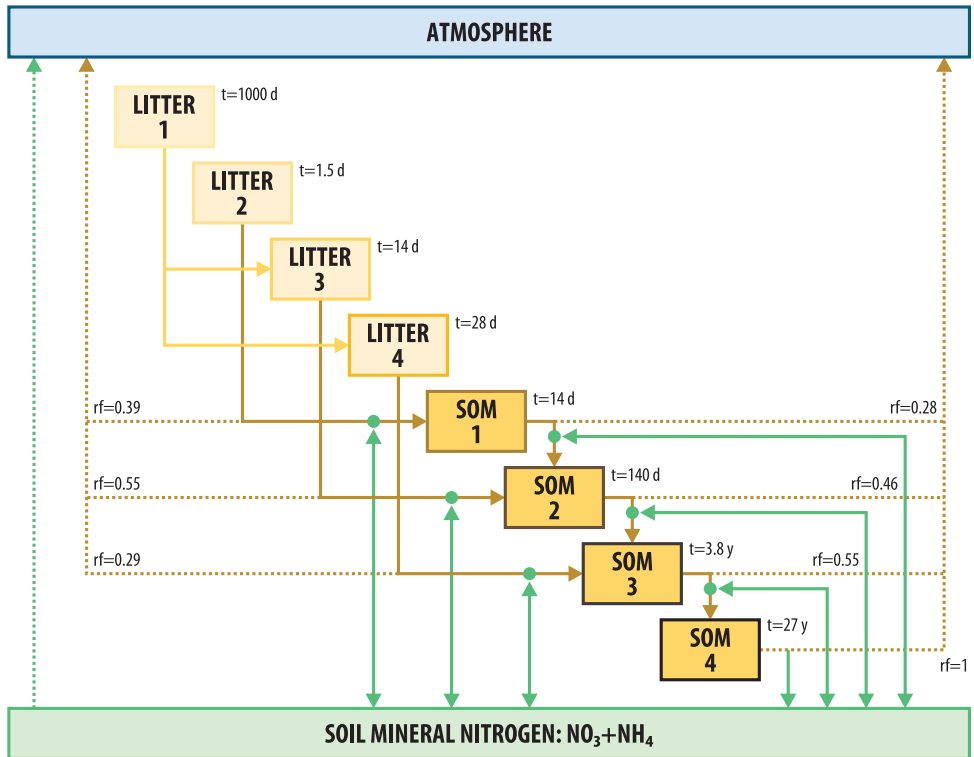 ATMOSPHERE
LITTER
1
t=1000 d
LITTER
2
t=1.5 d
LITTER
3
t=14 d
LITTER
4
t=28 d
rf=0.39
SOM
1
t=14 d
rf=0.28
rf=0.55
SOM
2
t=140 d
rf=0.46
rf=0.29
SOM
3
t=3.8 y
rf=0.55
SOM
4
t=27 y
rf=1
SOIL MINERAL NITROGEN: NO₃+NH₄